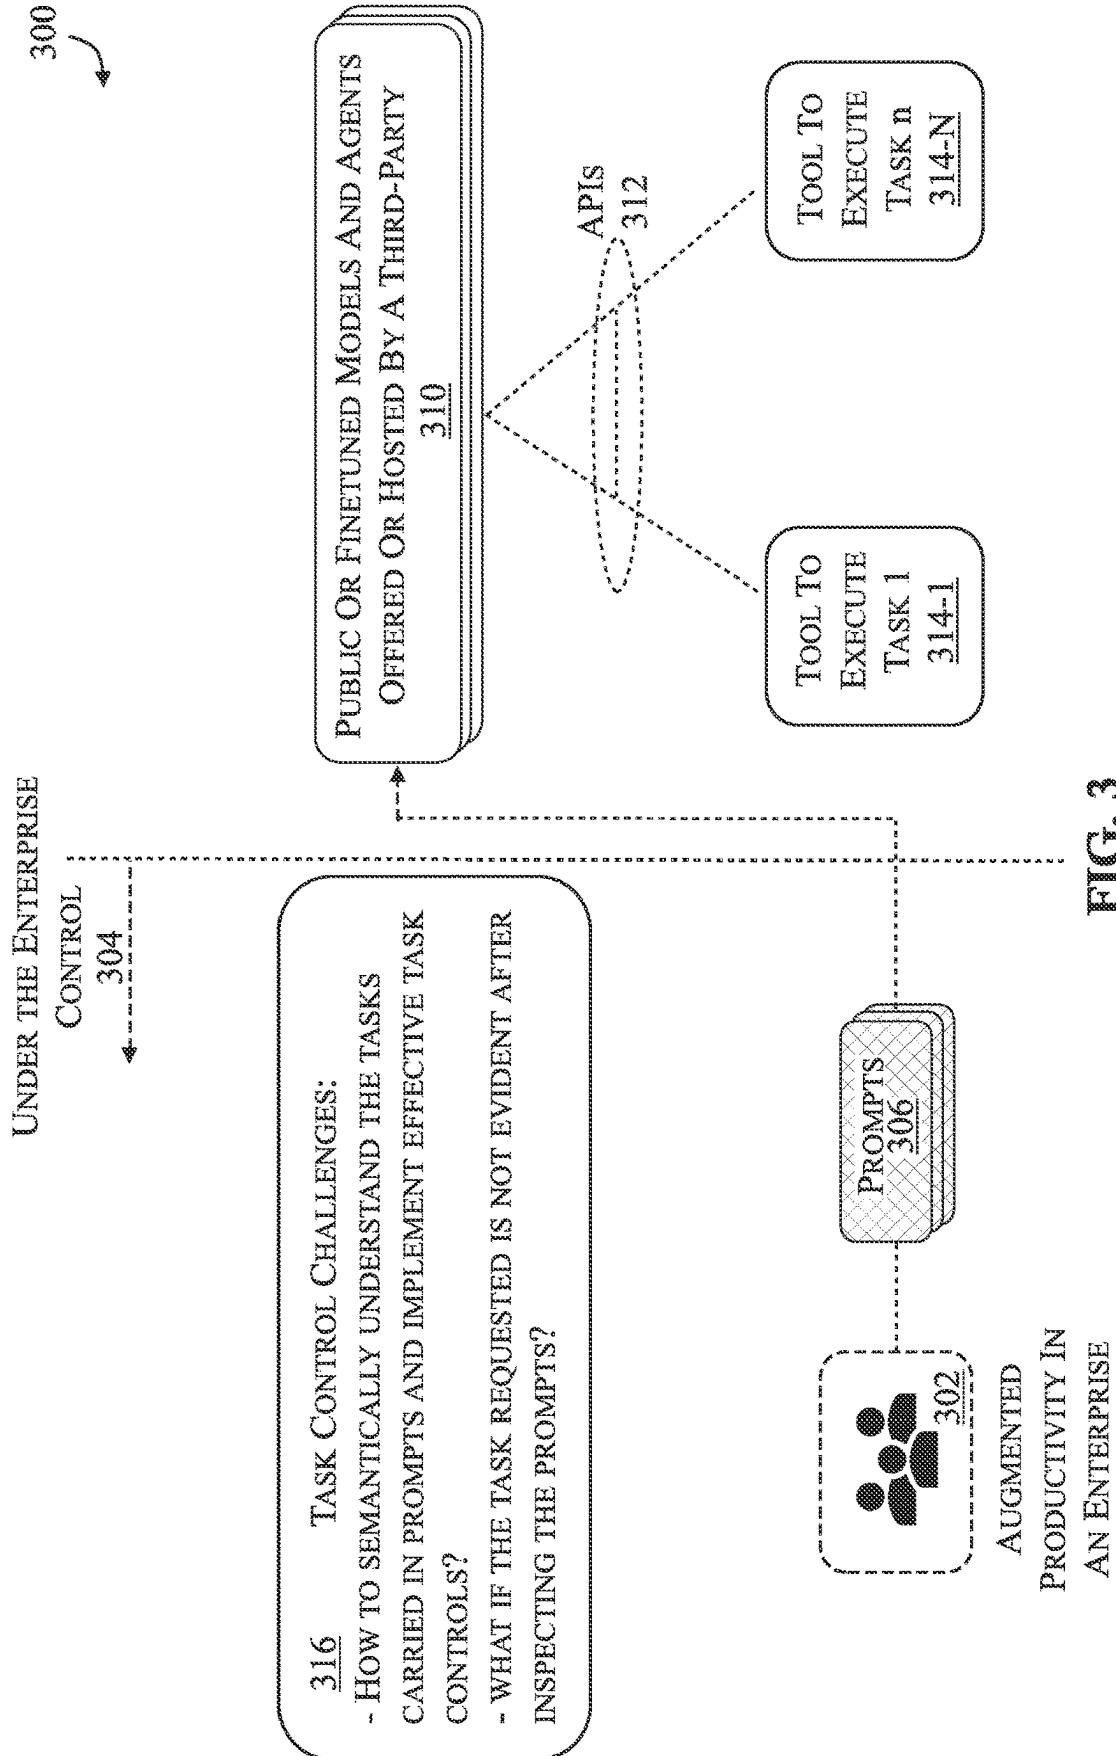 300
UNDER THE ENTERPRISE
CONTROL
304
316 TASK CONTROL CHALLENGES:
- HOW TO SEMANTICALLY UNDERSTAND THE TASKS
CARRIED IN PROMPTS AND IMPLEMENT EFFECTIVE TASK
CONTROLS?
- WHAT IF THE TASK REQUESTED IS NOT EVIDENT AFTER
INSPECTING THE PROMPTS?
PUBLIC OR FINETUNED MODELS AND AGENTS
OFFERED OR HOSTED BY A THIRD-PARTY
310
APIs
312
302
AUGMENTED
PRODUCTIVITY IN
AN ENTERPRISE
PROMPTS
306
TOOL TO
EXECUTE
TASK 1
314-1
TOOL TO
EXECUTE
TASK n
314-N
FIG. 3